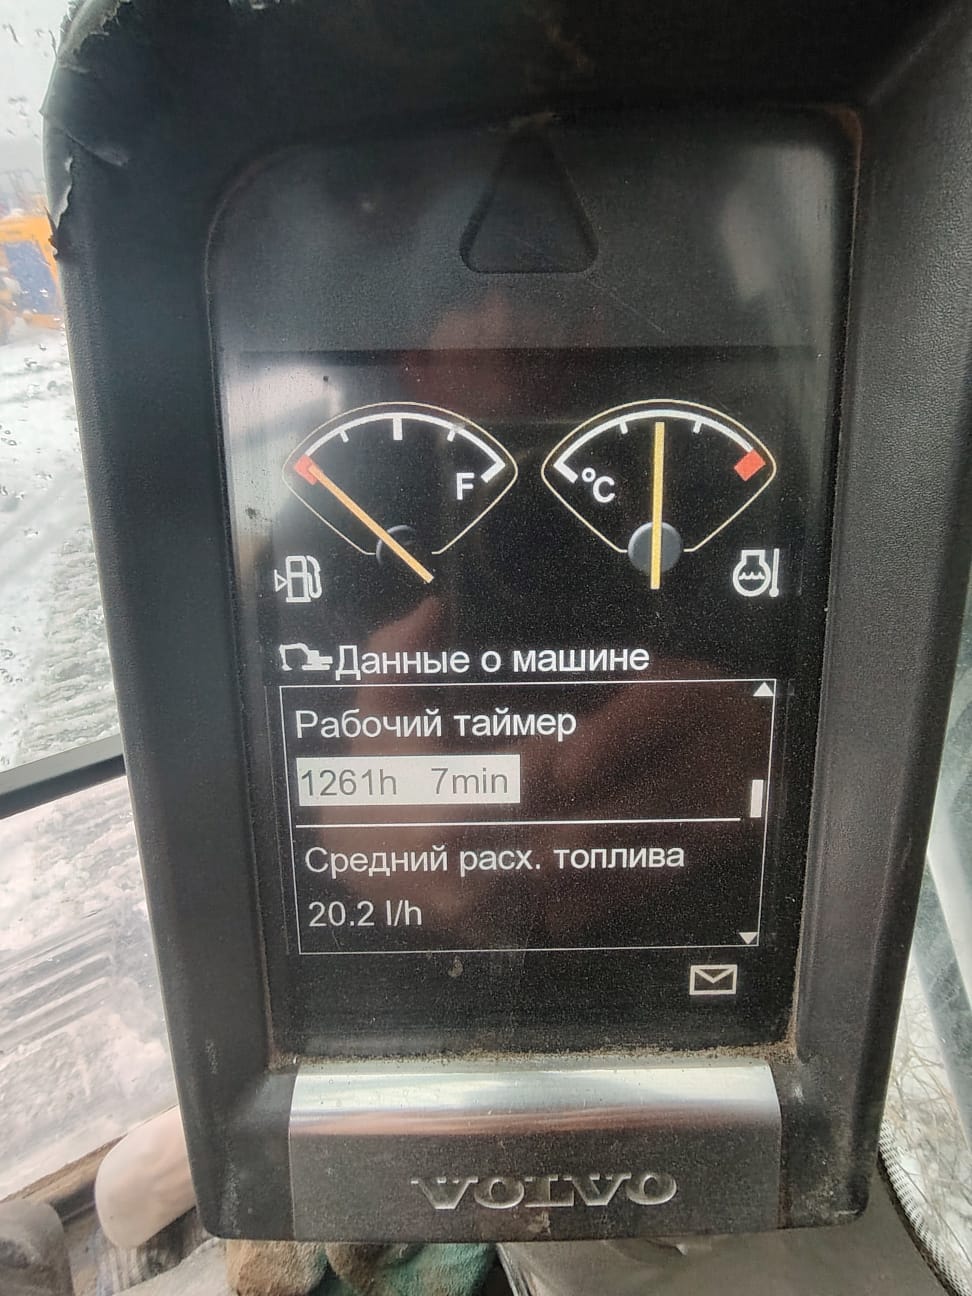 F
°C
Данные о машине
Рабочий таймер
1261h 7min
Средний расх. топлива
20.2 l/h
VOLVO